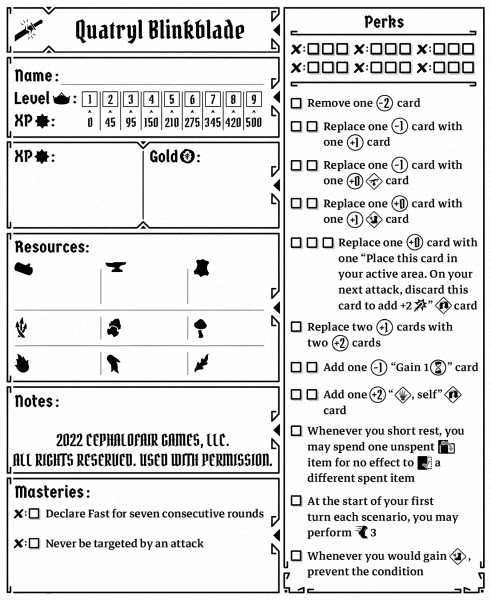 Quatryl Blinkblade
Name:
Level :
1 2 3 4 5 6 7 8 9
XP :
0 45 95 150 210 275 345 420 500
XP :
Gold :
Resources:
Notes:
2022 CEPHALOFAIR GAMES, LLC.
ALL RIGHTS RESERVED. USED WITH PERMISSION.
Masteries:
Declare Fast for seven consecutive rounds
Never be targeted by an attack
Perks
Remove one -2 card
Replace one -1 card with
one +1 card
Replace one -1 card with
one +0 card
Replace one +0 card with
one +1 card
Replace one +0 card with
one “Place this card in
your active area. On your
next attack, discard this
card to add +2 ” card
Replace two +1 cards with
two +2 cards
Add one -1 “Gain 1 ” card
Add one +2 “ , self”
card
Whenever you short rest, you
may spend one unspent
item for no effect to a
different spent item
At the start of your first
turn each scenario, you may
perform 3
Whenever you would gain ,
prevent the condition